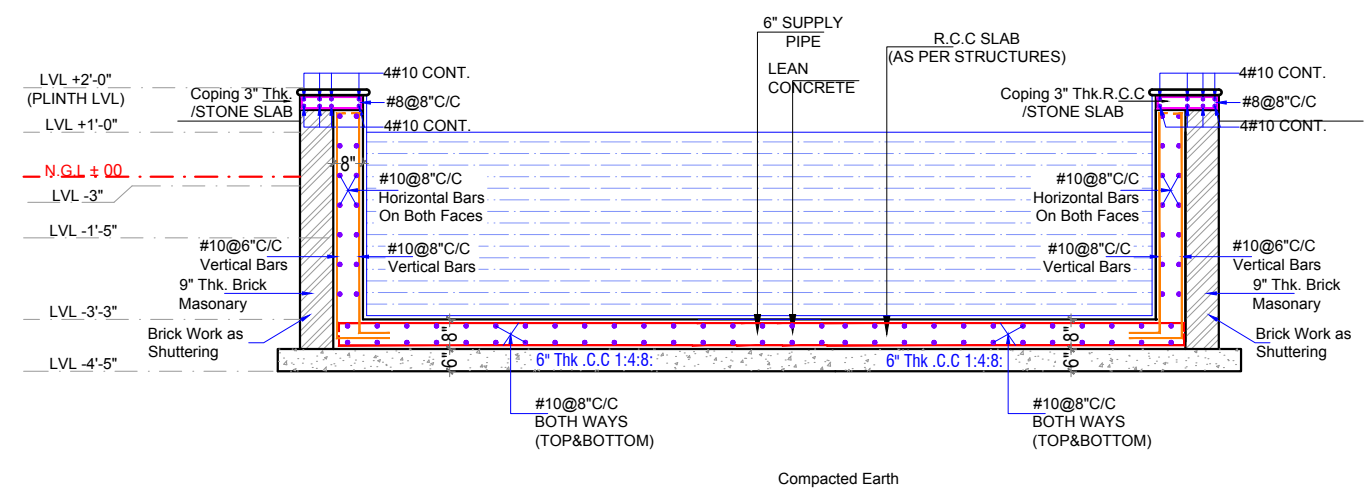 6" SUPPLY
PIPE
R.C.C SLAB
(AS PER STRUCTURES)
LEAN
CONCRETE
LVL +2'-0"
(PLINTH LVL)
LVL +1'-0"
N.G.L ± 00
LVL -3"
LVL -1'-5"
LVL -3'-3"
LVL -4'-5"
Coping 3" Thk.
/STONE SLAB
4#10 CONT.
#8@8"C/C
4#10 CONT.
8"
#10@8"C/C
Horizontal Bars
On Both Faces
#10@6"C/C
Vertical Bars
#10@8"C/C
Vertical Bars
9" Thk. Brick
Masonary
Brick Work as
Shuttering
Coping 3" Thk.R.C.C
/STONE SLAB
4#10 CONT.
#8@8"C/C
4#10 CONT.
#10@8"C/C
Horizontal Bars
On Both Faces
#10@8"C/C
Vertical Bars
#10@6"C/C
Vertical Bars
9" Thk. Brick
Masonary
Brick Work as
Shuttering
8"
6"
6" Thk .C.C 1:4:8:
6" Thk .C.C 1:4:8:
8"
6"
#10@8"C/C
BOTH WAYS
(TOP&BOTTOM)
#10@8"C/C
BOTH WAYS
(TOP&BOTTOM)
Compacted Earth